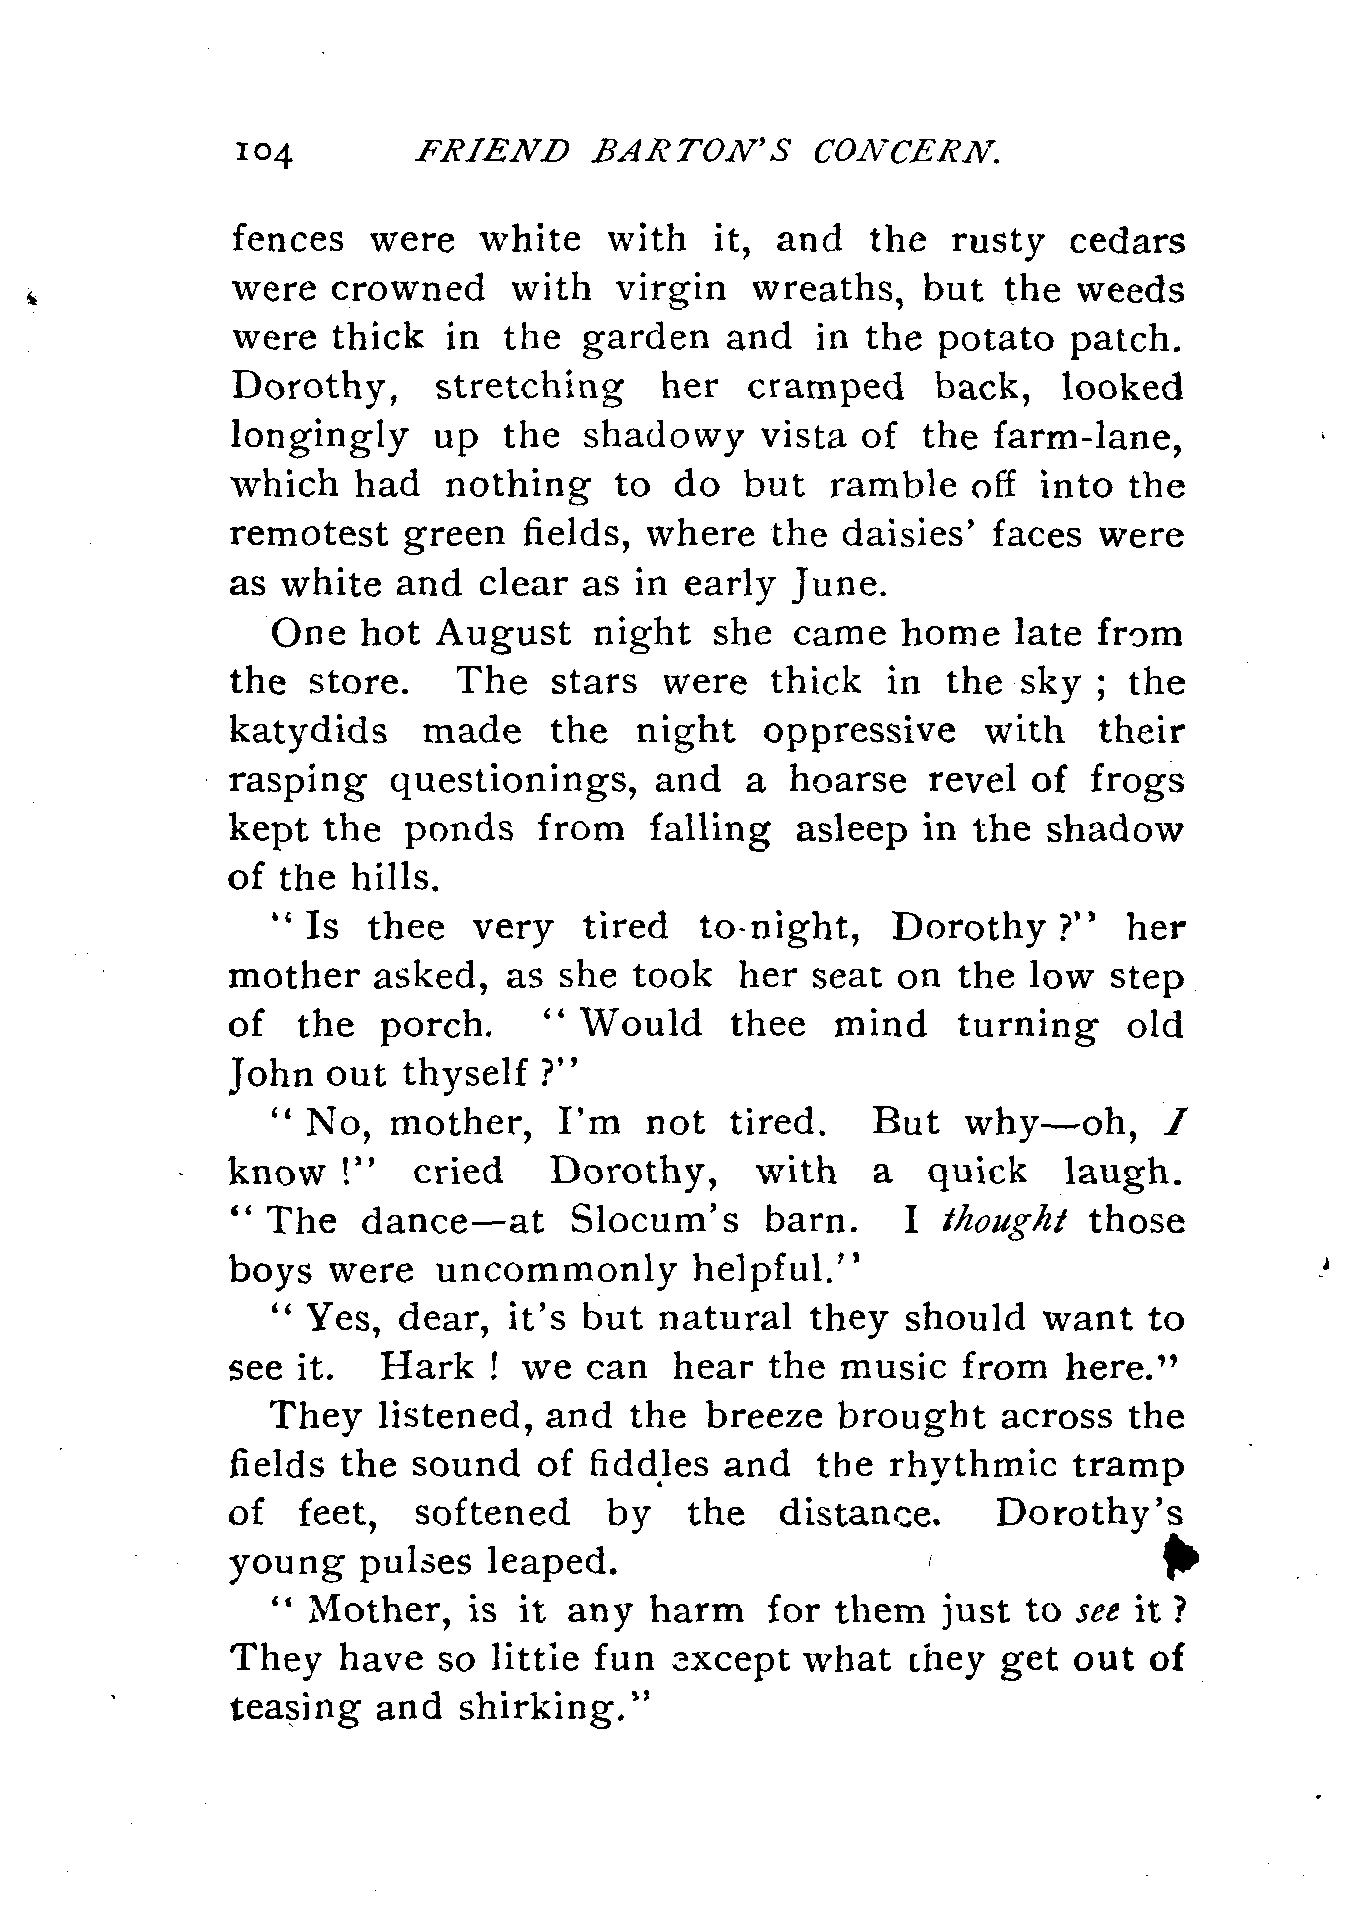 104 FRIEND BARTON'S CONCERN.
fences were white with it, and the rusty cedars
were crowned with virgin wreaths, but the weeds
were thick in the garden and in the potato patch.
Dorothy, stretching her cramped back, looked
longingly up the shadowy vista of the farm-lane,
which had nothing to do but ramble off into the
remotest green fields, where the daisies' faces were
as white and clear as in early June.
One hot August night she came home late from
the store. The stars were thick in the sky ; the
katydids made the night oppressive with their
rasping questionings, and a hoarse revel of frogs
kept the ponds from falling asleep in the shadow
of the hills.
" Is thee very tired to-night, Dorothy ?" her
mother asked, as she took her seat on the low step
of the porch. " Would thee mind turning old
John out thyself ?"
" No, mother, I'm not tired. But why—oh, I
know !" cried Dorothy, with a quick laugh.
" The dance—at Slocum's barn. I thought those
boys were uncommonly helpful."
" Yes, dear, it's but natural they should want to
see it. Hark ! we can hear the music from here."
They listened, and the breeze brought across the
fields the sound of fiddles and the rhythmic tramp
of feet, softened by the distance. Dorothy's
young pulses leaped.
" Mother, is it any harm for them just to see it ?
They have so little fun except what they get out of
teasing and shirking."